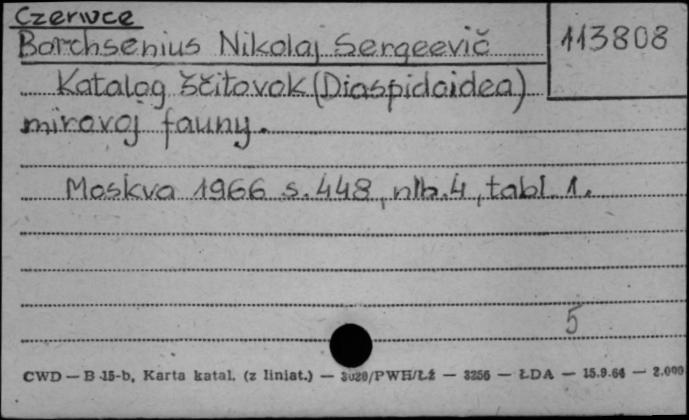 Czerwce
Borchsenius Nikolaj Sergeevič 113808
Katalog ščitovok (Diaspidoidea)
mirovoj fauny.
Moskva 1966 s. 448, nlb. 4, tabl. 1.
5
CWD — B 15-b, Karta katal. (z liniat.) — 3028/PWH/Łż — 3256 — ŁDA — 15.9.64 — 2.000